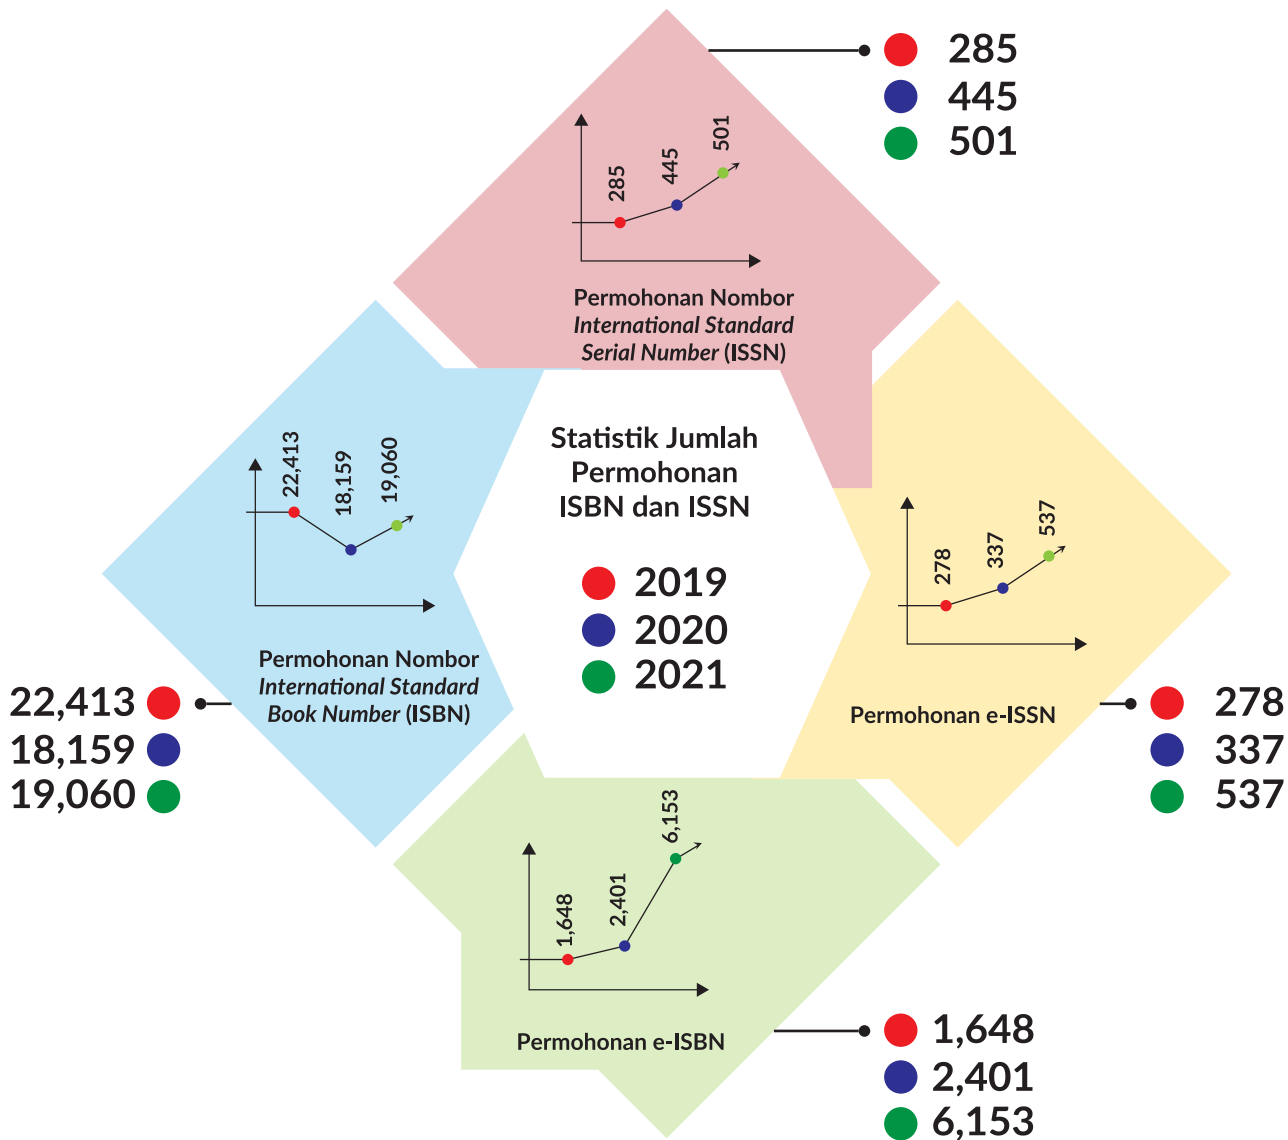 285
445
501
285
445
501
Permohonan Nombor
International Standard
Serial Number (ISSN)
22,413
18,159
19,060
Permohonan Nombor
International Standard
Book Number (ISBN)
22,413
18,159
19,060
Statistik Jumlah
Permohonan
ISBN dan ISSN
2019
2020
2021
278
337
537
Permohonan e-ISSN
278
337
537
1,648
2,401
6,153
Permohonan e-ISBN
1,648
2,401
6,153